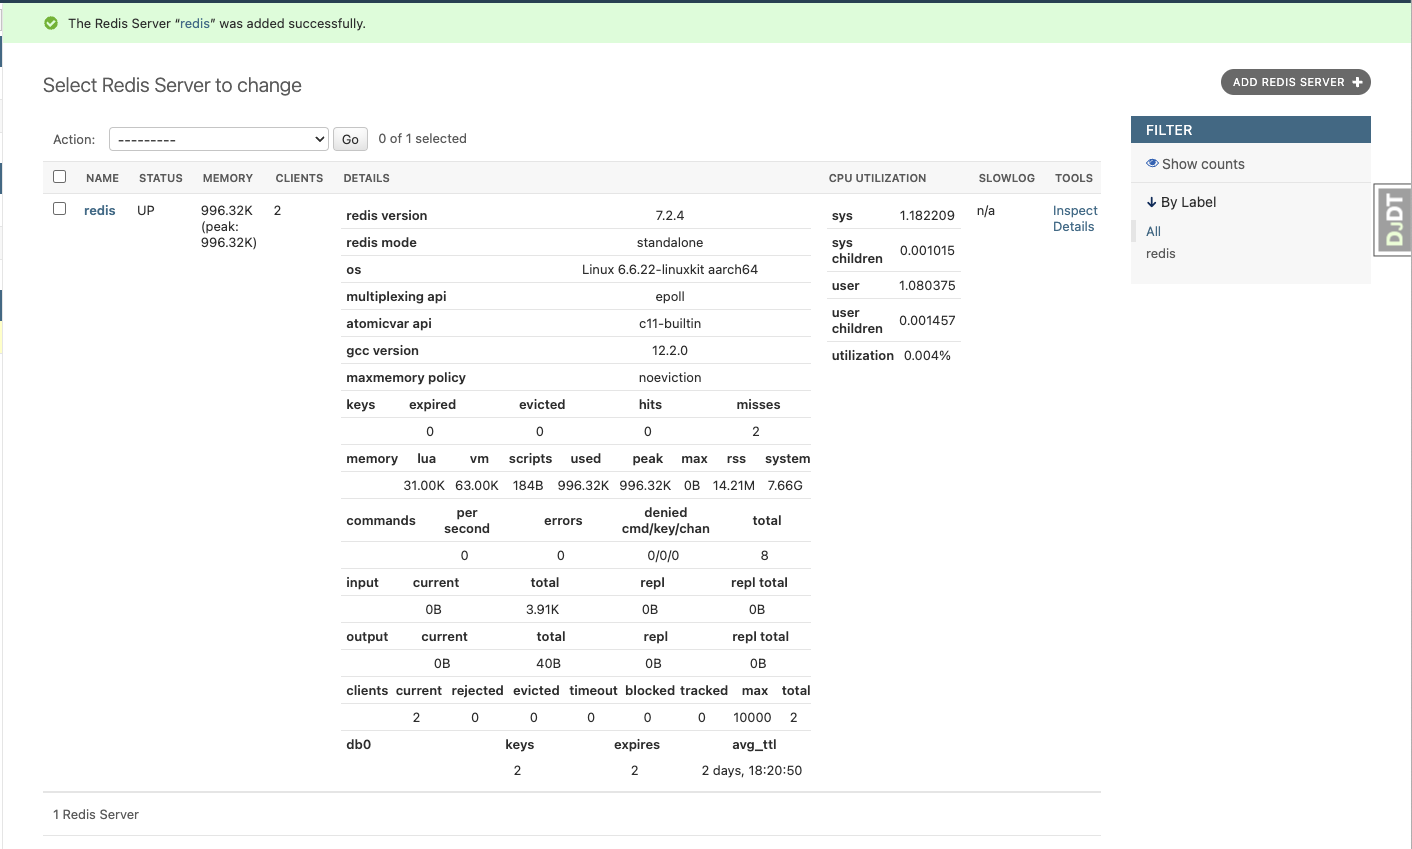 The Redis Server “redis” was added successfully.
Select Redis Server to change
ADD REDIS SERVER +
Action: --------- Go 0 of 1 selected
NAME STATUS MEMORY CLIENTS DETAILS CPU UTILIZATION SLOWLOG TOOLS
redis UP 996.32K (peak: 996.32K) 2
redis version 7.2.4
redis mode standalone
os Linux 6.6.22-linuxkit aarch64
multiplexing api epoll
atomicvar api c11-builtin
gcc version 12.2.0
maxmemory policy noeviction
keys expired evicted hits misses
0 0 0 2
memory lua vm scripts used peak max rss system
31.00K 63.00K 184B 996.32K 996.32K 0B 14.21M 7.66G
commands per second errors denied cmd/key/chan total
0 0 0/0/0 8
input current total repl repl total
0B 3.91K 0B 0B
output current total repl repl total
0B 40B 0B 0B
clients current rejected evicted timeout blocked tracked max total
2 0 0 0 0 0 10000 2
db0 keys expires avg_ttl
2 2 2 days, 18:20:50
sys 1.182209
sys children 0.001015
user 1.080375
user children 0.001457
utilization 0.004%
n/a
Inspect
Details
1 Redis Server
FILTER
Show counts
By Label
All
redis
DjDT